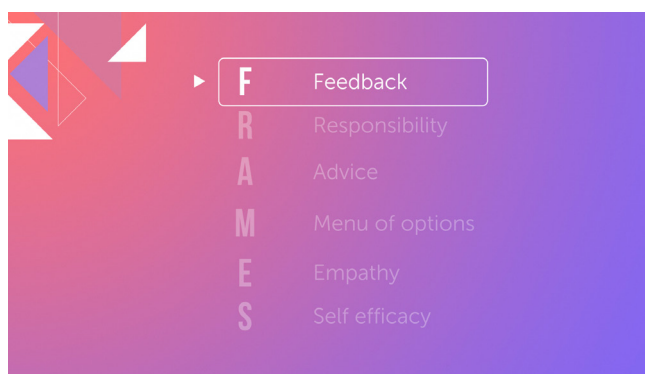 F Feedback
R Responsibility
A Advice
M Menu of options
E Empathy
S Self efficacy